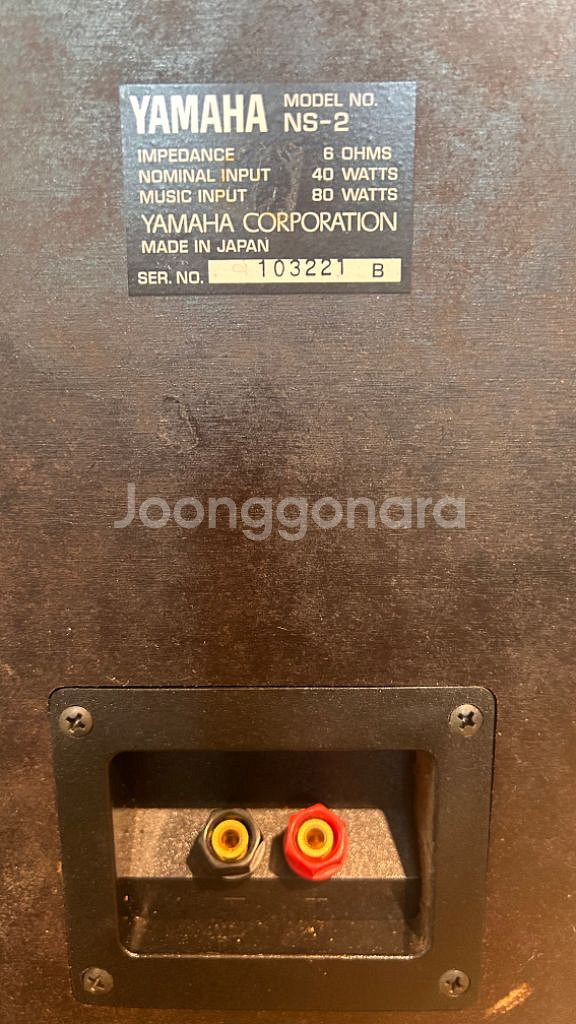 YAMAHA MODEL NO. NS-2
IMPEDANCE 6 OHMS
NOMINAL INPUT 40 WATTS
MUSIC INPUT 80 WATTS
YAMAHA CORPORATION
MADE IN JAPAN
SER. NO. 103221 B
Joonggonara